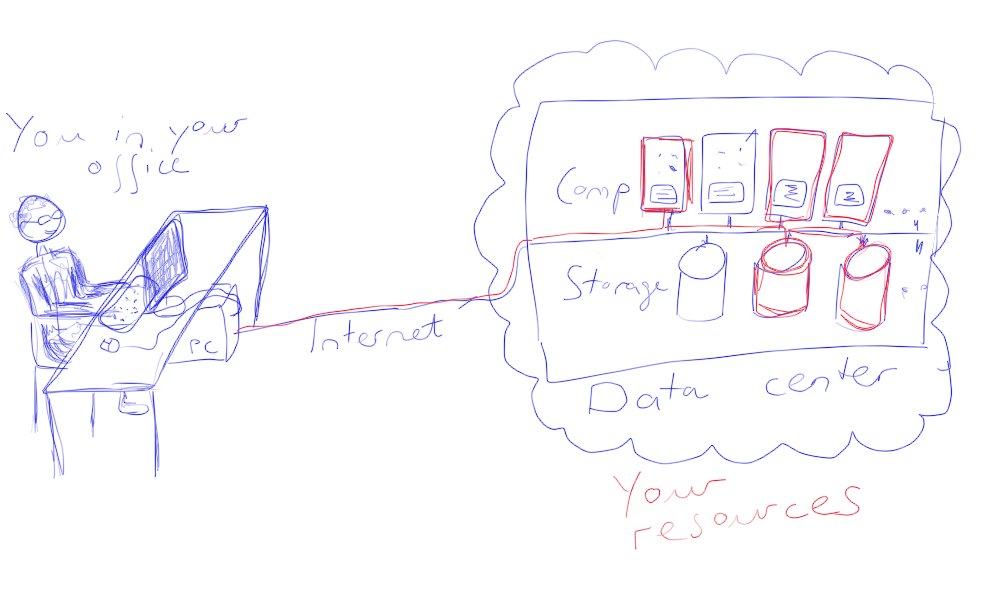 You in your
office
Comp
Storage
PC
Internet
Data center
Your
resources